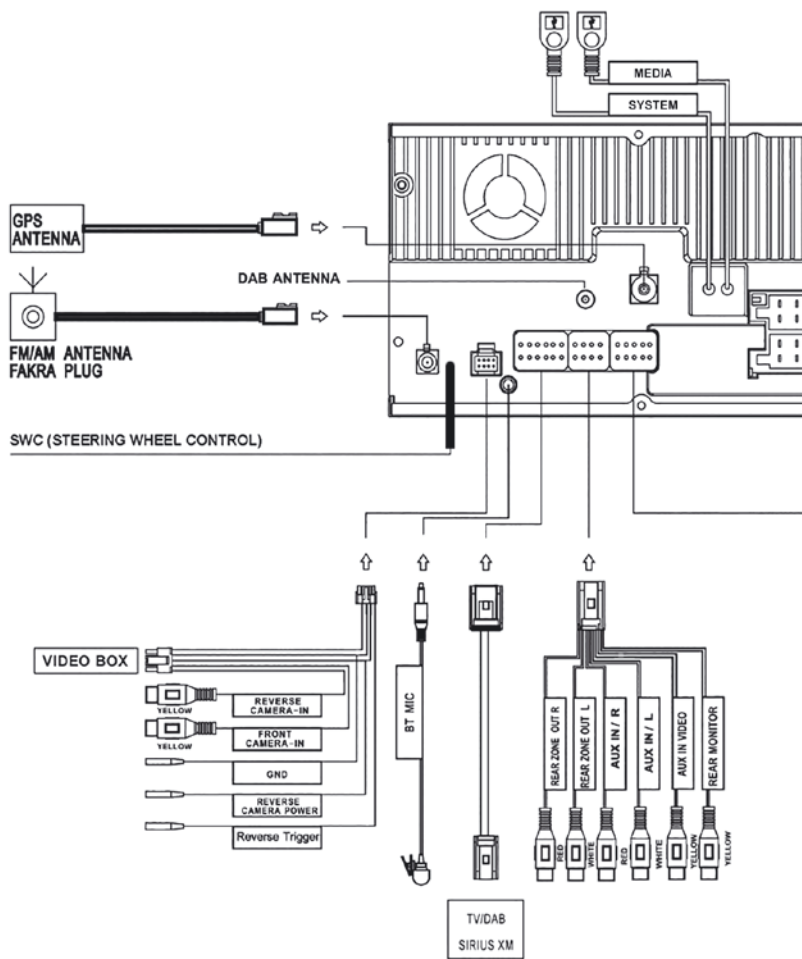 MEDIA
SYSTEM
GPS
ANTENNA
DAB ANTENNA
FM/AM ANTENNA
FAKRA PLUG
SWC (STEERING WHEEL CONTROL)
VIDEO BOX
YELLOW
REVERSE
CAMERA-IN
YELLOW
FRONT
CAMERA-IN
GND
REVERSE
CAMERA POWER
Reverse Trigger
BT MIC
TV/DAB
SIRIUS XM
REAR ZONE OUT R
REAR ZONE OUT L
AUX IN / R
AUX IN / L
AUX IN VIDEO
REAR MONITOR
RED
WHITE
RED
WHITE
YELLOW
YELLOW